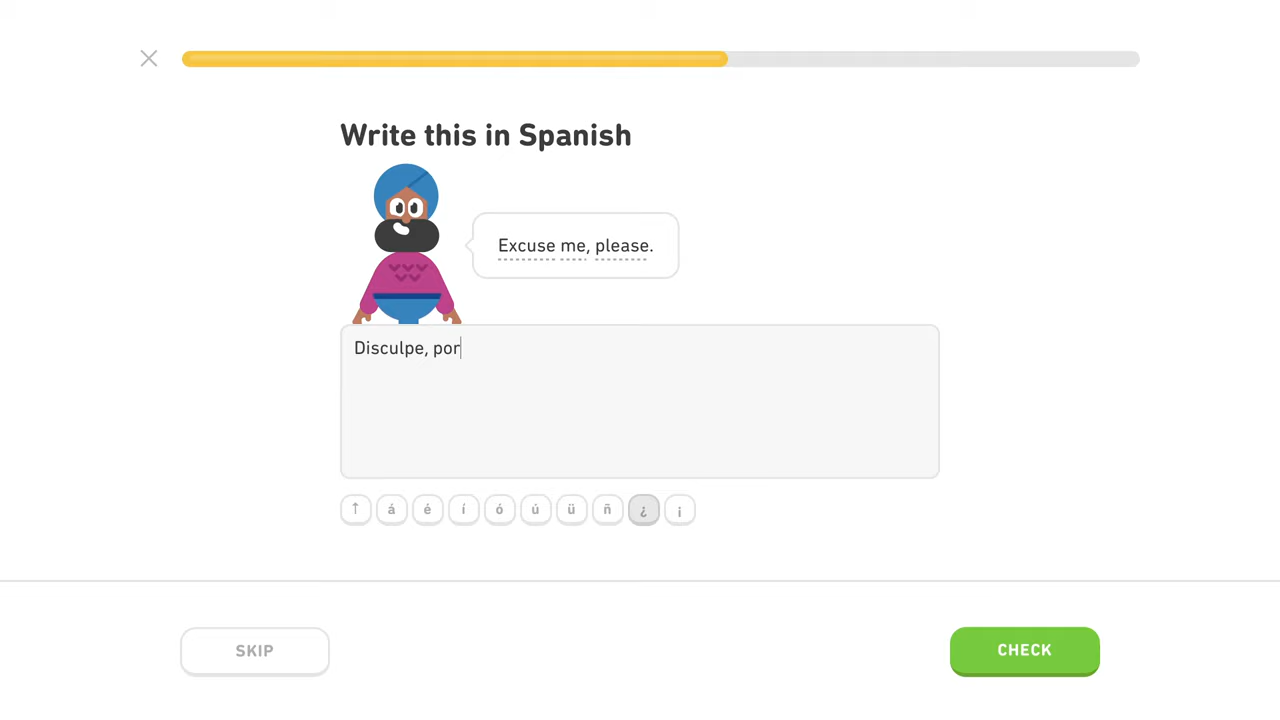 Write this in Spanish
Excuse me, please.
Disculpe, por
↑ á é í ó ú ü ñ ¿ ¡
SKIP
CHECK